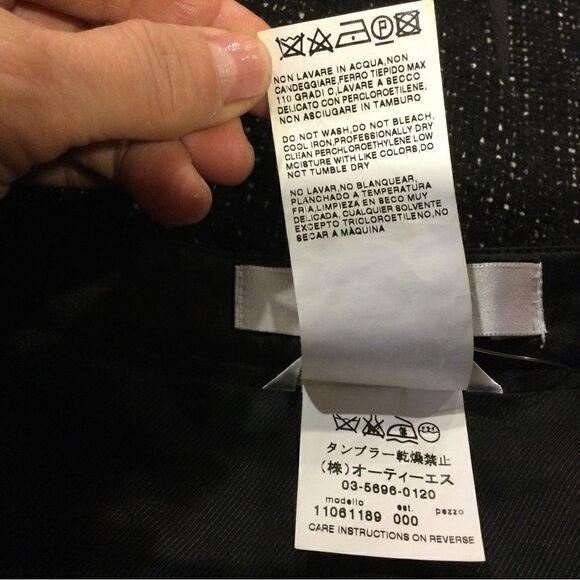 P
NON LAVARE IN ACQUA,NON
CANDEGGIARE,FERRO TIEPIDO MAX
110 GRADI C,LAVARE A SECCO
DELICATO CON PERCLOROETILENE,
NON ASCIUGARE IN TAMBURO
DO NOT WASH,DO NOT BLEACH,
COOL IRON,PROFESSIONALLY DRY
CLEAN PERCHLOROETHYLENE LOW
MOISTURE WITH LIKE COLORS,DO
NOT TUMBLE DRY
NO LAVAR,NO BLANQUEAR,
PLANCHADO A TEMPERATURA
FRIA,LIMPIEZA EN SECO MUY
DELICADA, CUALQUIER SOLVENTE
EXCEPTO TRICLOROETILENO,NO
SECAR A MÀQUINA
タンブラー乾燥禁止
(株)オーティーエス
03-5696-0120
modello est. pezzo
11061189 000
CARE INSTRUCTIONS ON REVERSE